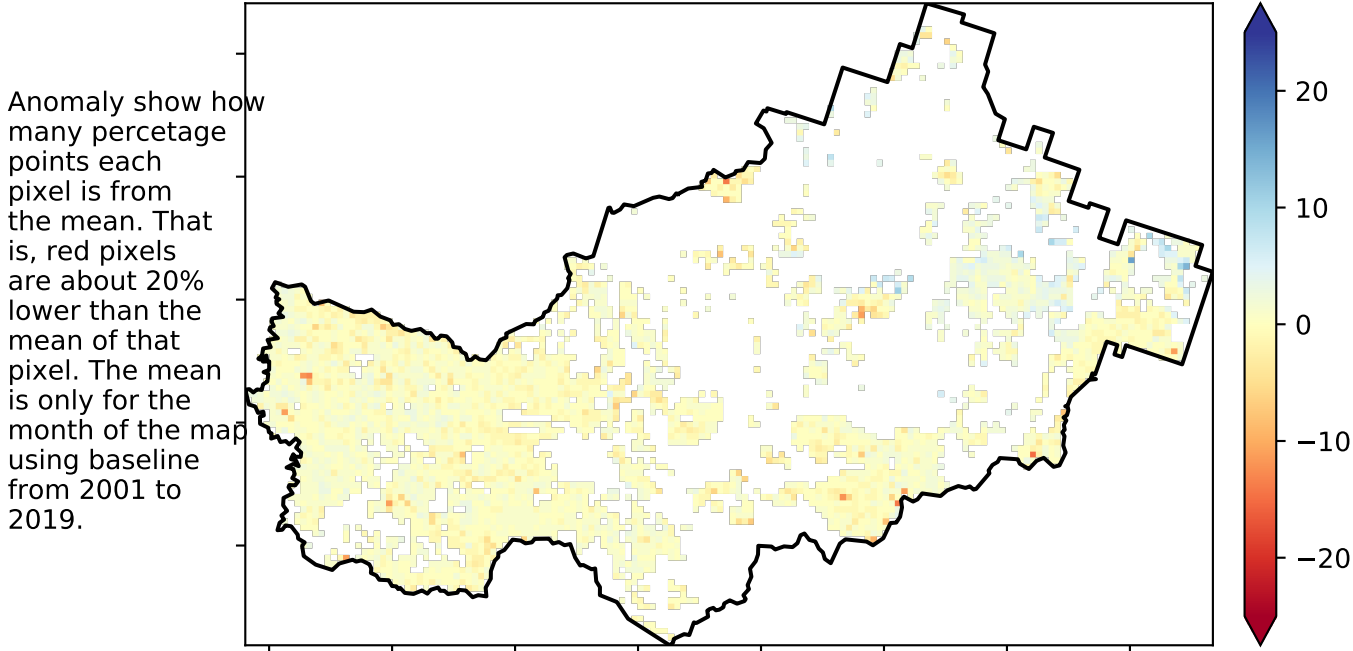 Anomaly show how
many percetage
points each
pixel is from
the mean. That
is, red pixels
are about 20%
lower than the
mean of that
pixel. The mean
is only for the
month of the map
using baseline
from 2001 to
2019.
20
10
0
−10
−20